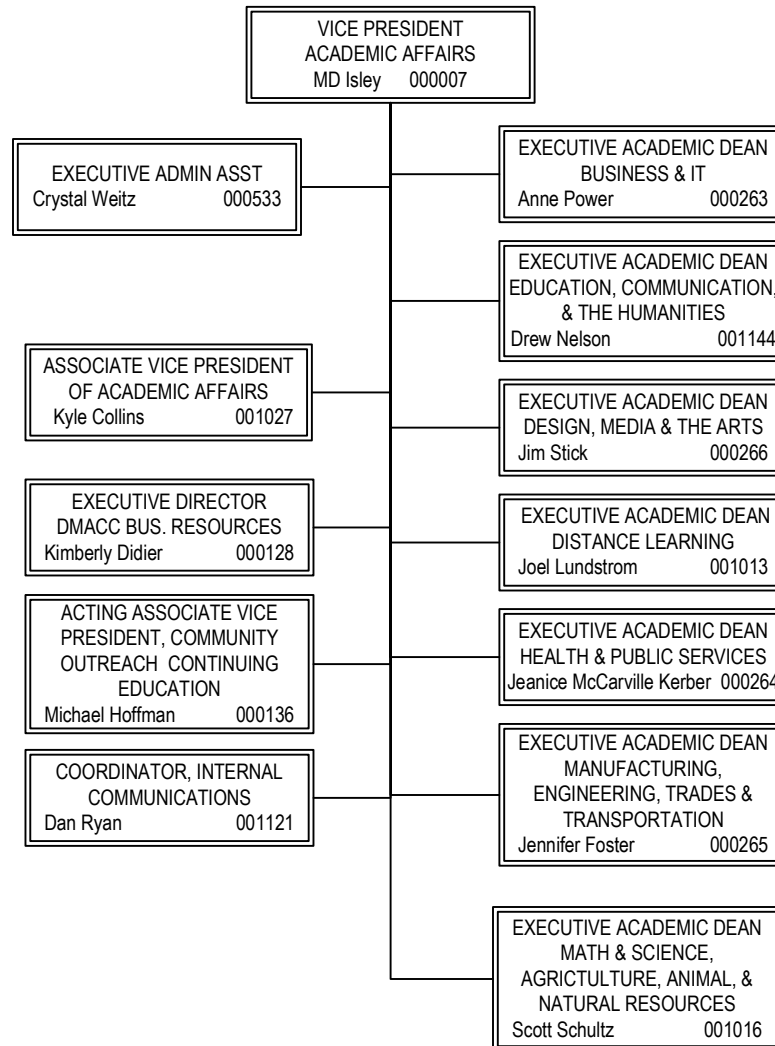 VICE PRESIDENT
ACADEMIC AFFAIRS
MD Isley 000007
EXECUTIVE ADMIN ASST
Crystal Weitz 000533
ASSOCIATE VICE PRESIDENT
OF ACADEMIC AFFAIRS
Kyle Collins 001027
EXECUTIVE DIRECTOR
DMACC BUS. RESOURCES
Kimberly Didier 000128
ACTING ASSOCIATE VICE
PRESIDENT, COMMUNITY
OUTREACH CONTINUING
EDUCATION
Michael Hoffman 000136
COORDINATOR, INTERNAL
COMMUNICATIONS
Dan Ryan 001121
EXECUTIVE ACADEMIC DEAN
BUSINESS & IT
Anne Power 000263
EXECUTIVE ACADEMIC DEAN
EDUCATION, COMMUNICATION,
& THE HUMANITIES
Drew Nelson 001144
EXECUTIVE ACADEMIC DEAN
DESIGN, MEDIA & THE ARTS
Jim Stick 000266
EXECUTIVE ACADEMIC DEAN
DISTANCE LEARNING
Joel Lundstrom 001013
EXECUTIVE ACADEMIC DEAN
HEALTH & PUBLIC SERVICES
Jeanice McCarville Kerber 000264
EXECUTIVE ACADEMIC DEAN
MANUFACTURING,
ENGINEERING, TRADES &
TRANSPORTATION
Jennifer Foster 000265
EXECUTIVE ACADEMIC DEAN
MATH & SCIENCE,
AGRICTULTURE, ANIMAL, &
NATURAL RESOURCES
Scott Schultz 001016